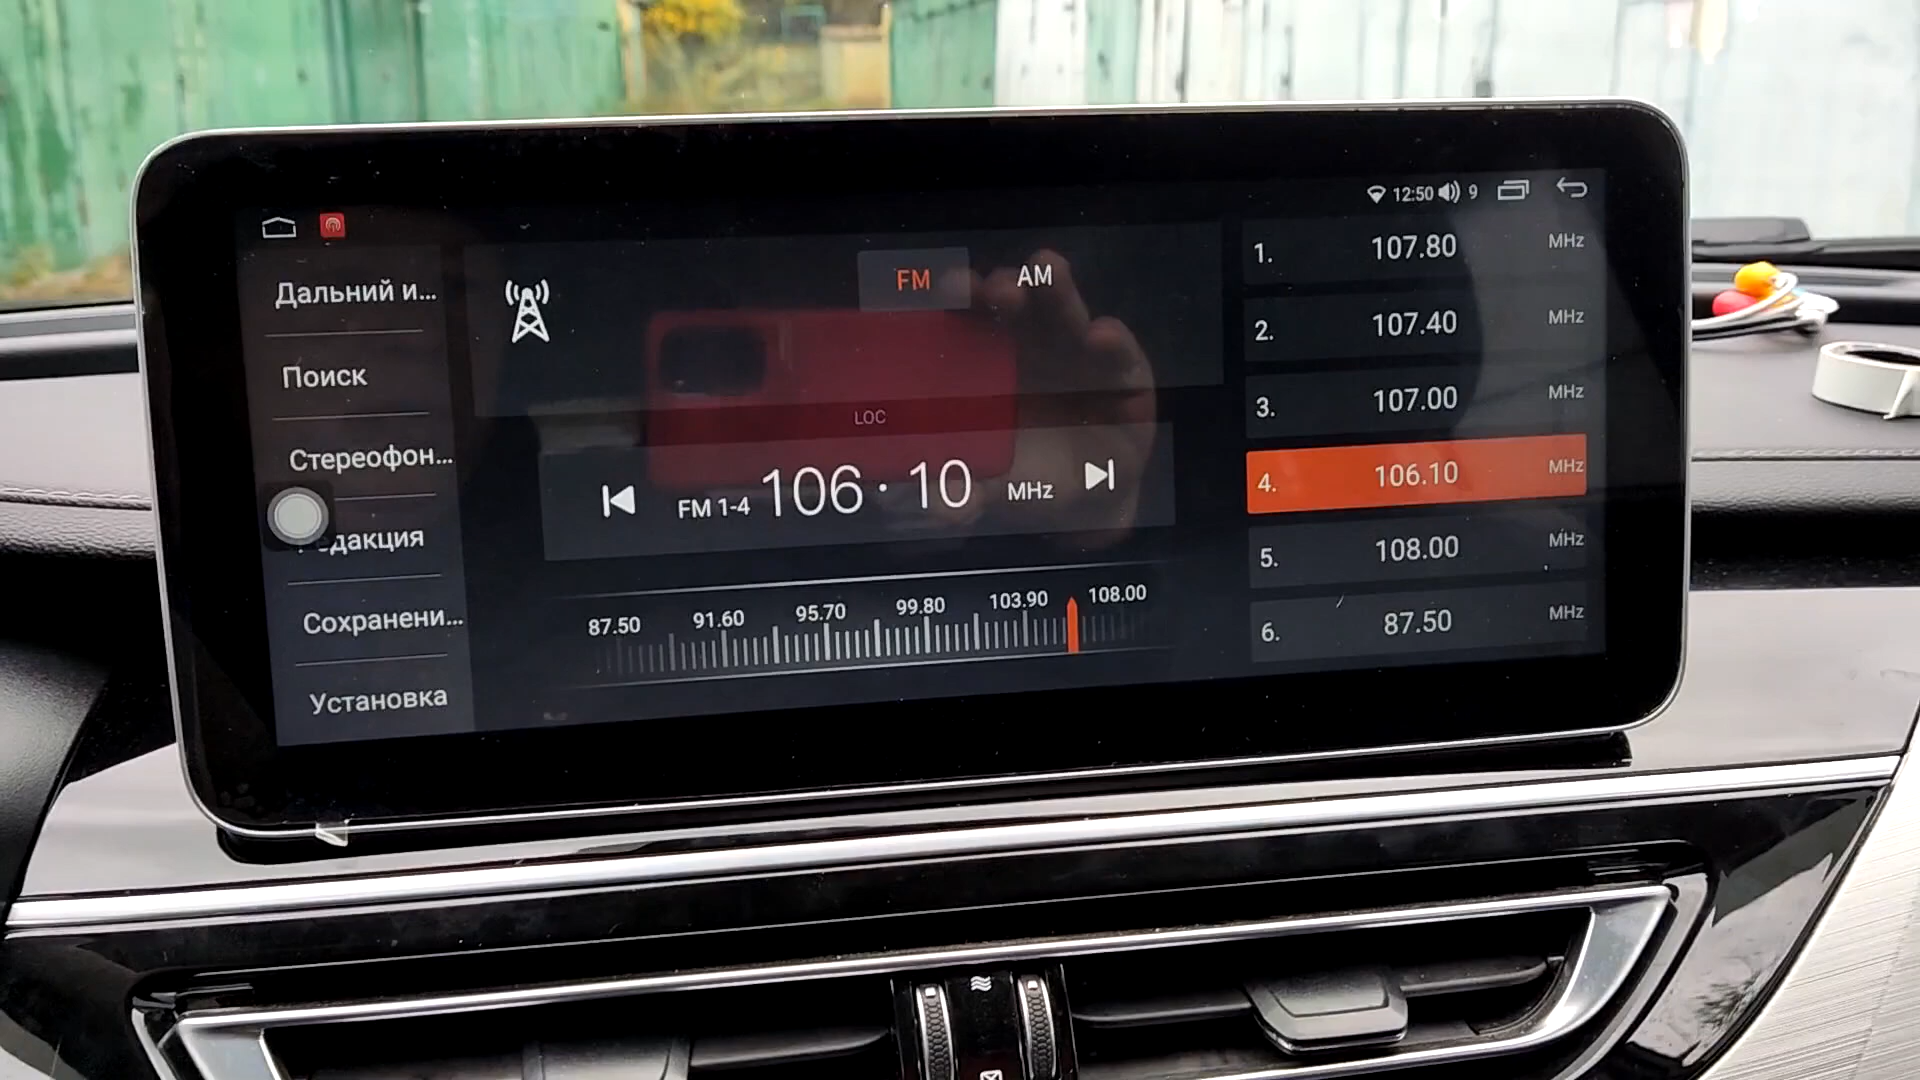 12:50 9
Дальний и...
Поиск
Стереофон...
дакция
Сохранени...
Установка
FM AM
LOC
FM 1-4 106·10 MHz
87.50 91.60 95.70 99.80 103.90 108.00
1. 107.80 MHz
2. 107.40 MHz
3. 107.00 MHz
4. 106.10 MHz
5. 108.00 MHz
6. 87.50 MHz